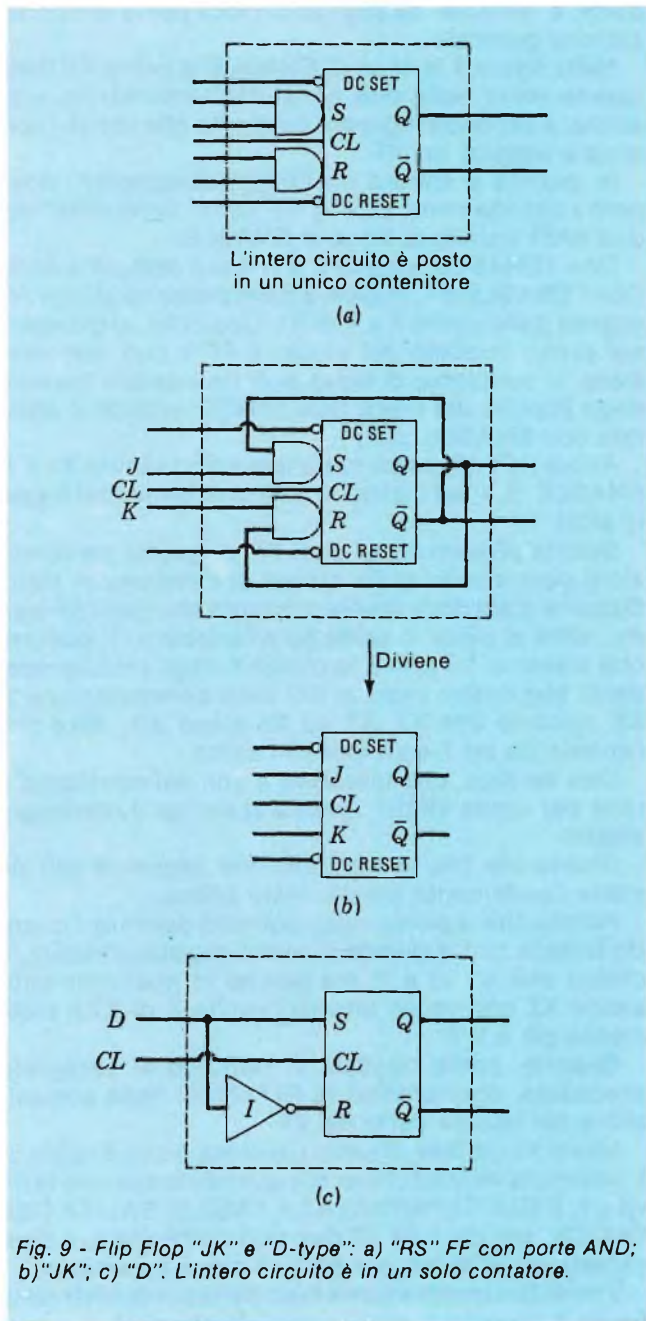 DC SET
S
Q
CL
R
Q̄
DC RESET
L'intero circuito è posto
in un unico contenitore
(a)
DC SET
J
S
Q
CL
CL
K
R
Q̄
DC RESET
Diviene
DC SET
J
Q
CL
K
Q̄
DC RESET
(b)
D
S
Q
CL
CL
I
R
Q̄
(c)
Fig. 9 - Flip Flop "JK" e "D-type": a) "RS" FF con porte AND;
b)"JK"; c) "D". L'intero circuito è in un solo contatore.